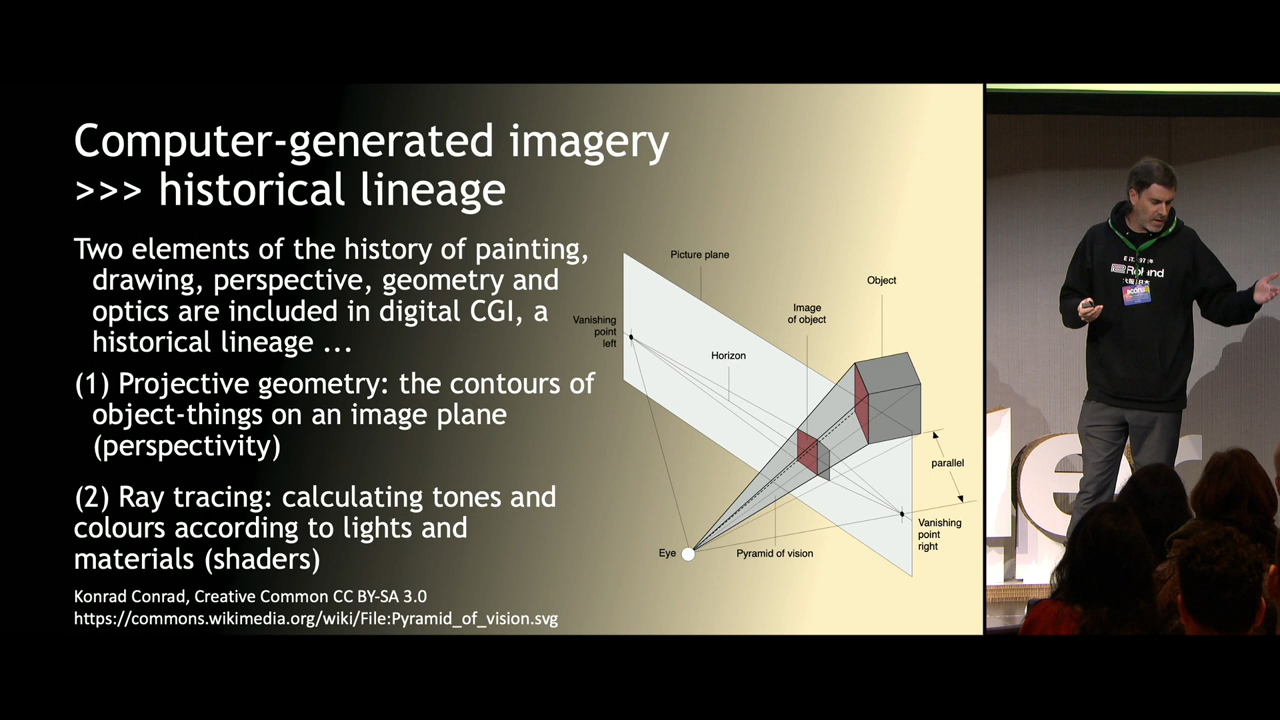 Computer-generated imagery
>>> historical lineage
Two elements of the history of painting,
drawing, perspective, geometry and
optics are included in digital CGI, a
historical lineage ...
(1) Projective geometry: the contours of
object-things on an image plane
(perspectivity)
(2) Ray tracing: calculating tones and
colours according to lights and
materials (shaders)
Konrad Conrad, Creative Common CC BY-SA 3.0
https://commons.wikimedia.org/wiki/File:Pyramid_of_vision.svg
Picture plane
Object
Image
of object
Vanishing
point
left
Horizon
parallel
Vanishing
point
right
Eye
Pyramid of vision
Roland